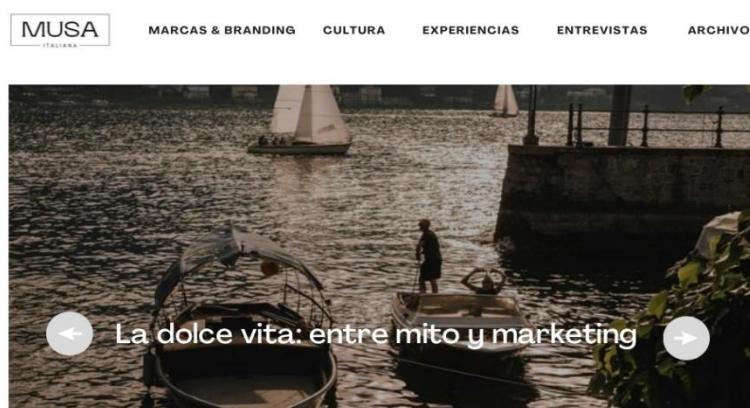 MUSA
ITALIANA
MARCAS & BRANDING CULTURA EXPERIENCIAS ENTREVISTAS ARCHIVO
La dolce vita: entre mito y marketing